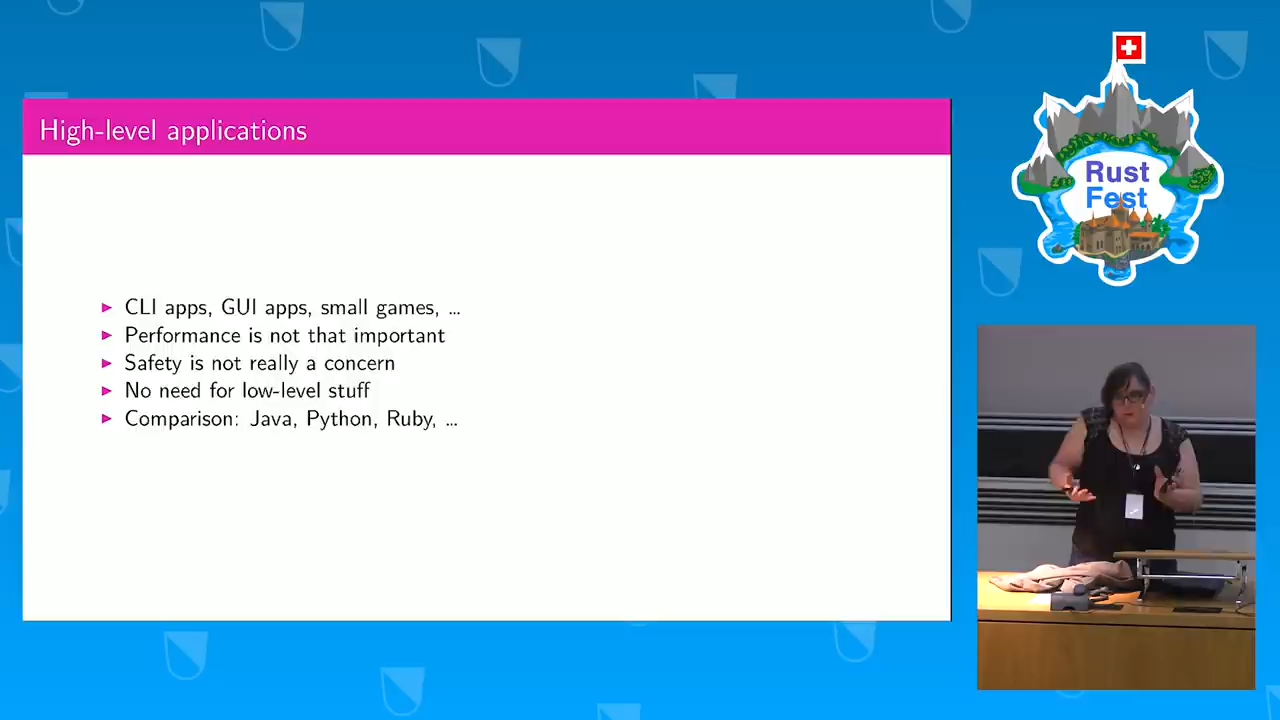 High-level applications
CLI apps, GUI apps, small games, ...
Performance is not that important
Safety is not really a concern
No need for low-level stuff
Comparison: Java, Python, Ruby, ...
Rust
Fest